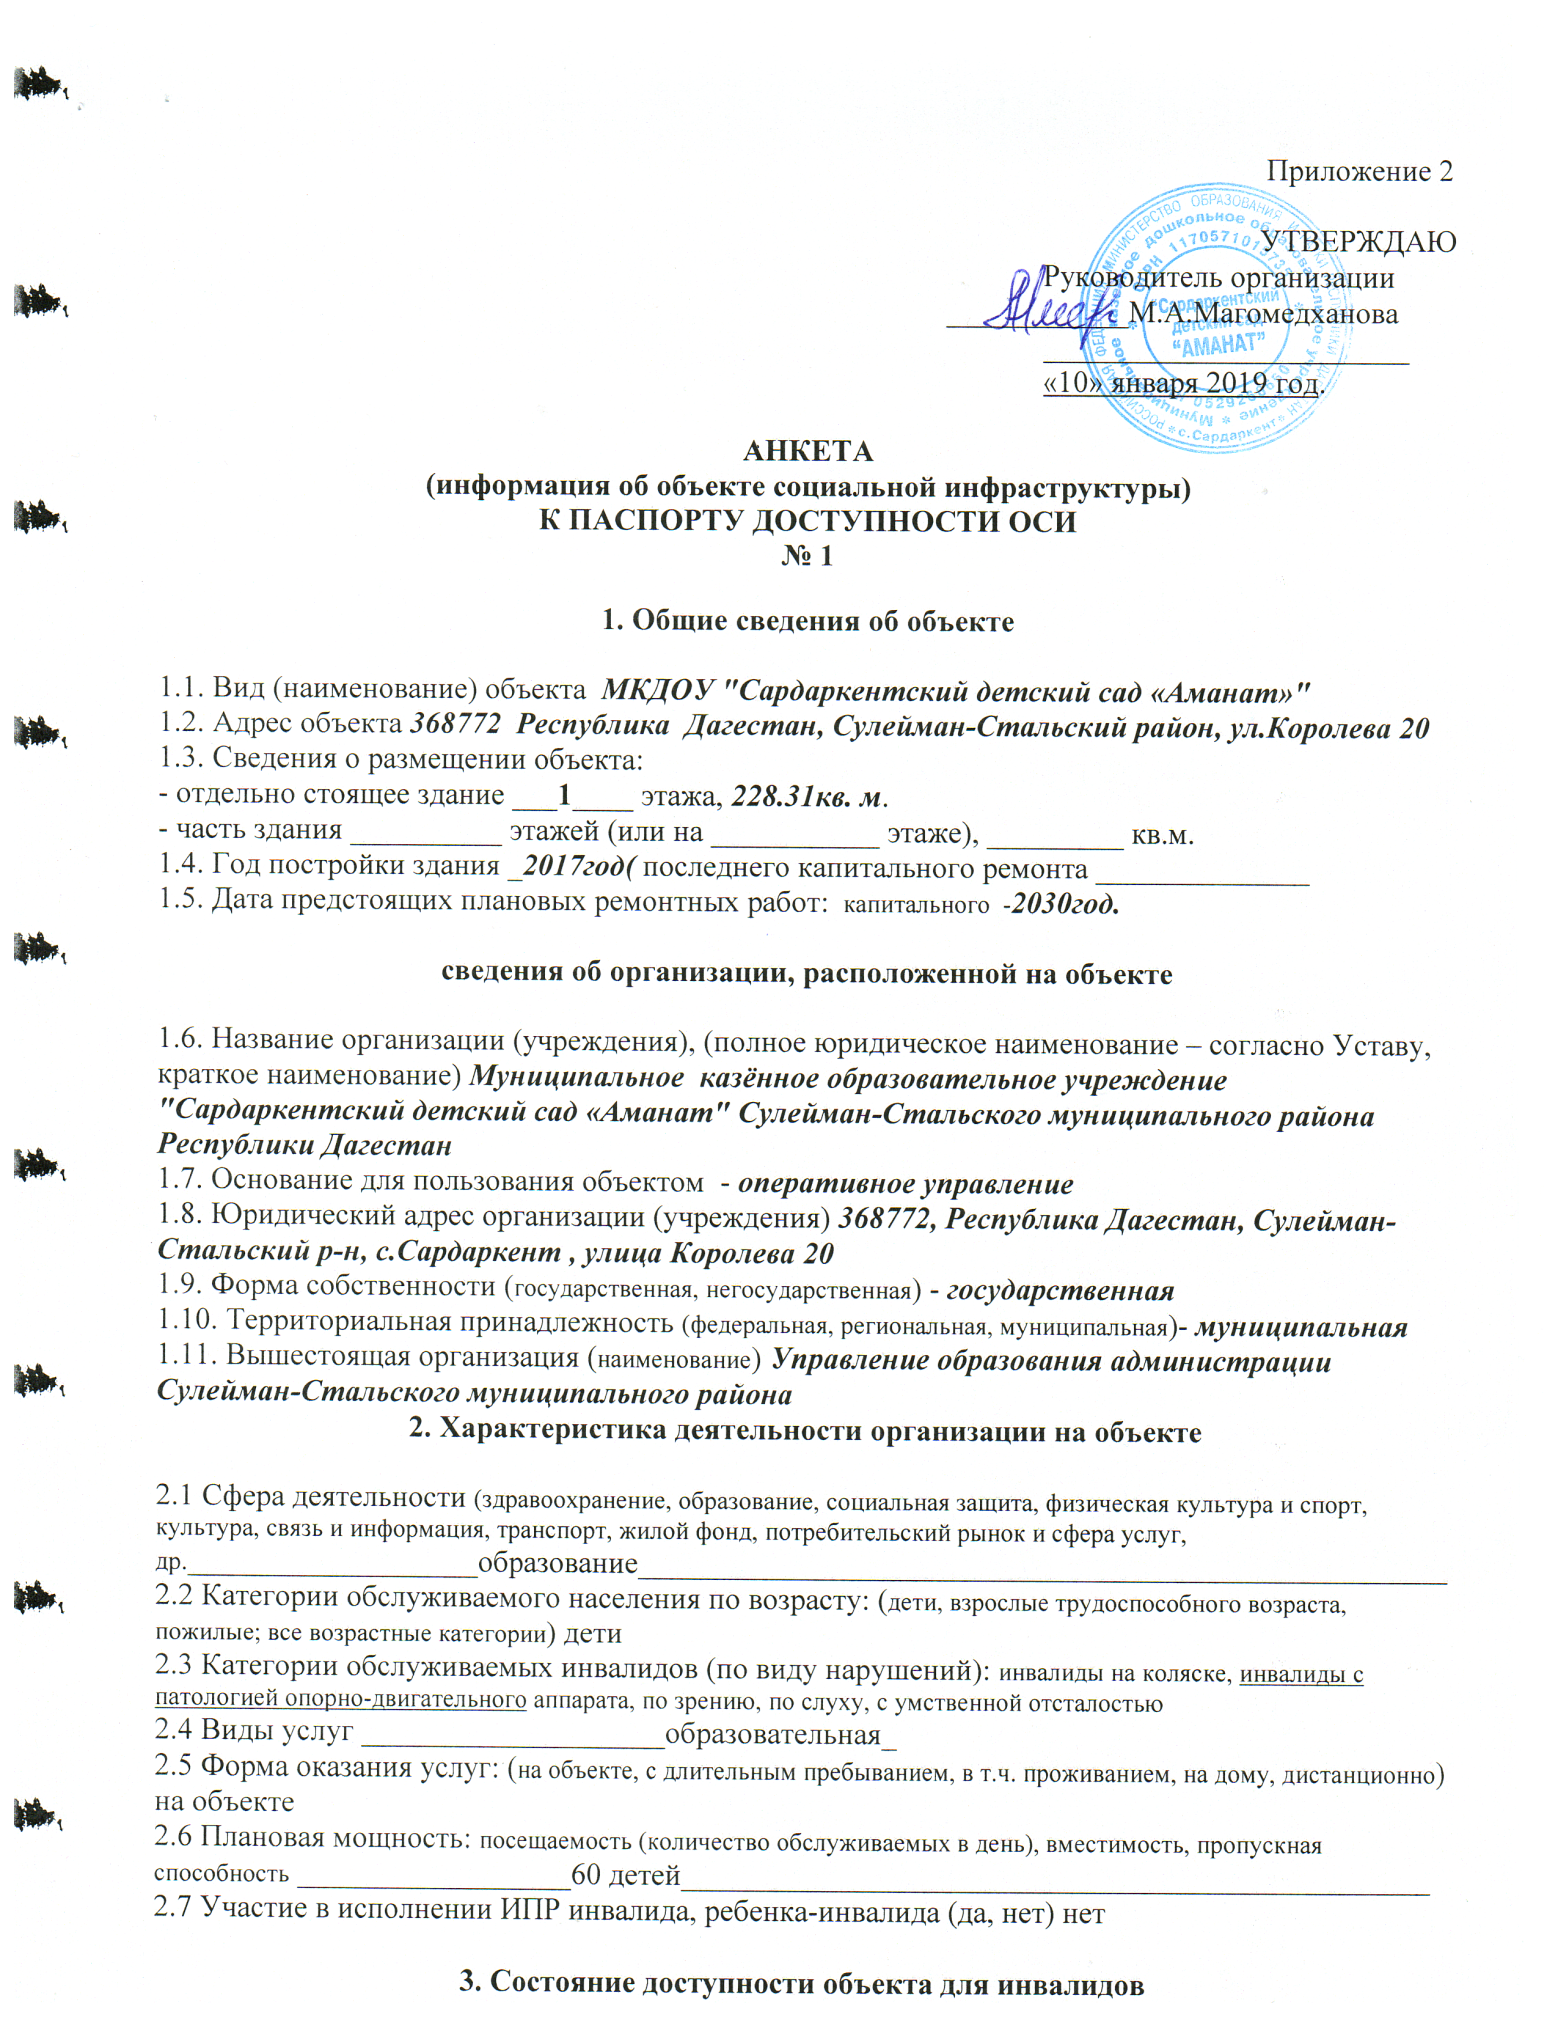 Приложение 2
УТВЕРЖДАЮ
Руководитель организации
____________ М.А.Магомедханова
________________________
«10» января 2019 год.
"Сардаркентский
детский сад
"АМАНАТ"
* с.Сардаркент *
АНКЕТА
(информация об объекте социальной инфраструктуры)
К ПАСПОРТУ ДОСТУПНОСТИ ОСИ
№ 1
1. Общие сведения об объекте
1.1. Вид (наименование) объекта МКДОУ "Сардаркентский детский сад «Аманат»"
1.2. Адрес объекта 368772 Республика Дагестан, Сулейман-Стальский район, ул.Королева 20
1.3. Сведения о размещении объекта:
- отдельно стоящее здание ___1____ этажа, 228.31кв. м.
- часть здания __________ этажей (или на ___________ этаже), _________ кв.м.
1.4. Год постройки здания _2017год( последнего капитального ремонта ______________
1.5. Дата предстоящих плановых ремонтных работ: капитального -2030год.
сведения об организации, расположенной на объекте
1.6. Название организации (учреждения), (полное юридическое наименование – согласно Уставу,
краткое наименование) Муниципальное казённое образовательное учреждение
"Сардаркентский детский сад «Аманат" Сулейман-Стальского муниципального района
Республики Дагестан
1.7. Основание для пользования объектом - оперативное управление
1.8. Юридический адрес организации (учреждения) 368772, Республика Дагестан, Сулейман-
Стальский р-н, с.Сардаркент , улица Королева 20
1.9. Форма собственности (государственная, негосударственная) - государственная
1.10. Территориальная принадлежность (федеральная, региональная, муниципальная)- муниципальная
1.11. Вышестоящая организация (наименование) Управление образования администрации
Сулейман-Стальского муниципального района
2. Характеристика деятельности организации на объекте
2.1 Сфера деятельности (здравоохранение, образование, социальная защита, физическая культура и спорт,
культура, связь и информация, транспорт, жилой фонд, потребительский рынок и сфера услуг,
др.___________________образование_____________________________________________________
2.2 Категории обслуживаемого населения по возрасту: (дети, взрослые трудоспособного возраста,
пожилые; все возрастные категории) дети
2.3 Категории обслуживаемых инвалидов (по виду нарушений): инвалиды на коляске, инвалиды с
патологией опорно-двигательного аппарата, по зрению, по слуху, с умственной отсталостью
2.4 Виды услуг ____________________образовательная_
2.5 Форма оказания услуг: (на объекте, с длительным пребыванием, в т.ч. проживанием, на дому, дистанционно)
на объекте
2.6 Плановая мощность: посещаемость (количество обслуживаемых в день), вместимость, пропускная
способность __________________60 детей_________________________________________________
2.7 Участие в исполнении ИПР инвалида, ребенка-инвалида (да, нет) нет
3. Состояние доступности объекта для инвалидов